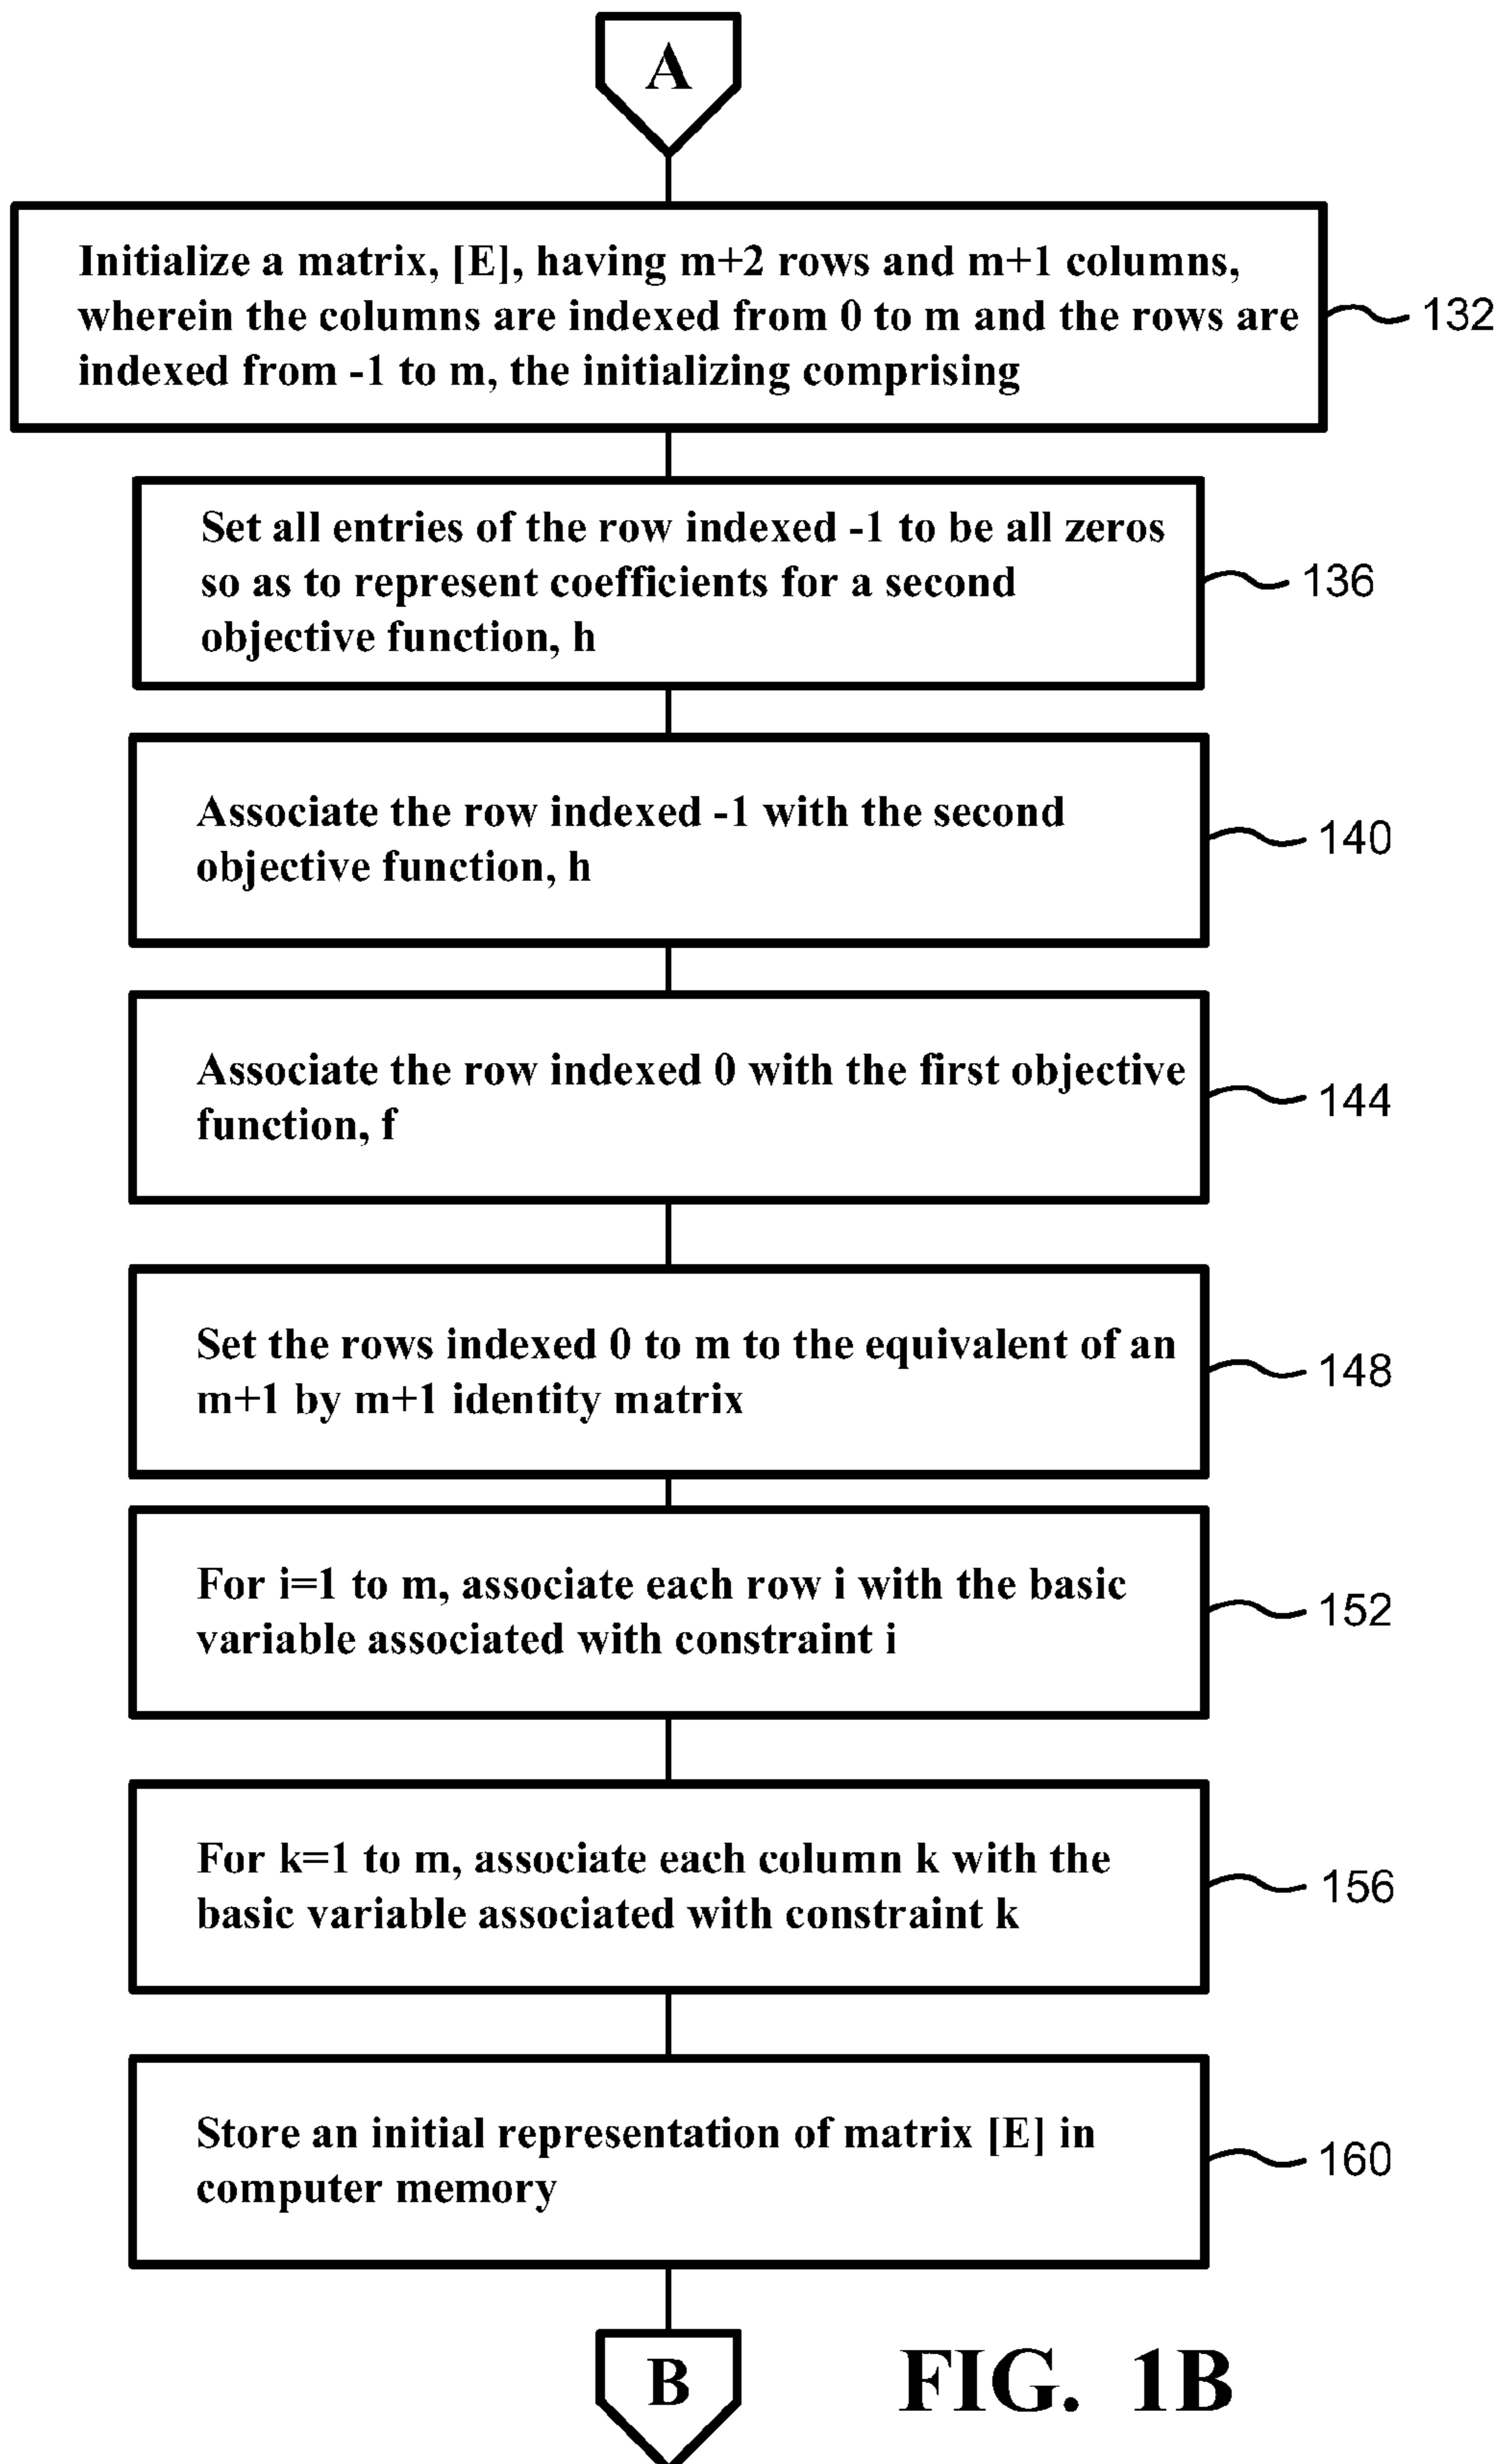 A
Initialize a matrix, [E], having m+2 rows and m+1 columns,
wherein the columns are indexed from 0 to m and the rows are
indexed from -1 to m, the initializing comprising
132
Set all entries of the row indexed -1 to be all zeros
so as to represent coefficients for a second
objective function, h
136
Associate the row indexed -1 with the second
objective function, h
140
Associate the row indexed 0 with the first objective
function, f
144
Set the rows indexed 0 to m to the equivalent of an
m+1 by m+1 identity matrix
148
For i=1 to m, associate each row i with the basic
variable associated with constraint i
152
For k=1 to m, associate each column k with the
basic variable associated with constraint k
156
Store an initial representation of matrix [E] in
computer memory
160
B
FIG. 1B